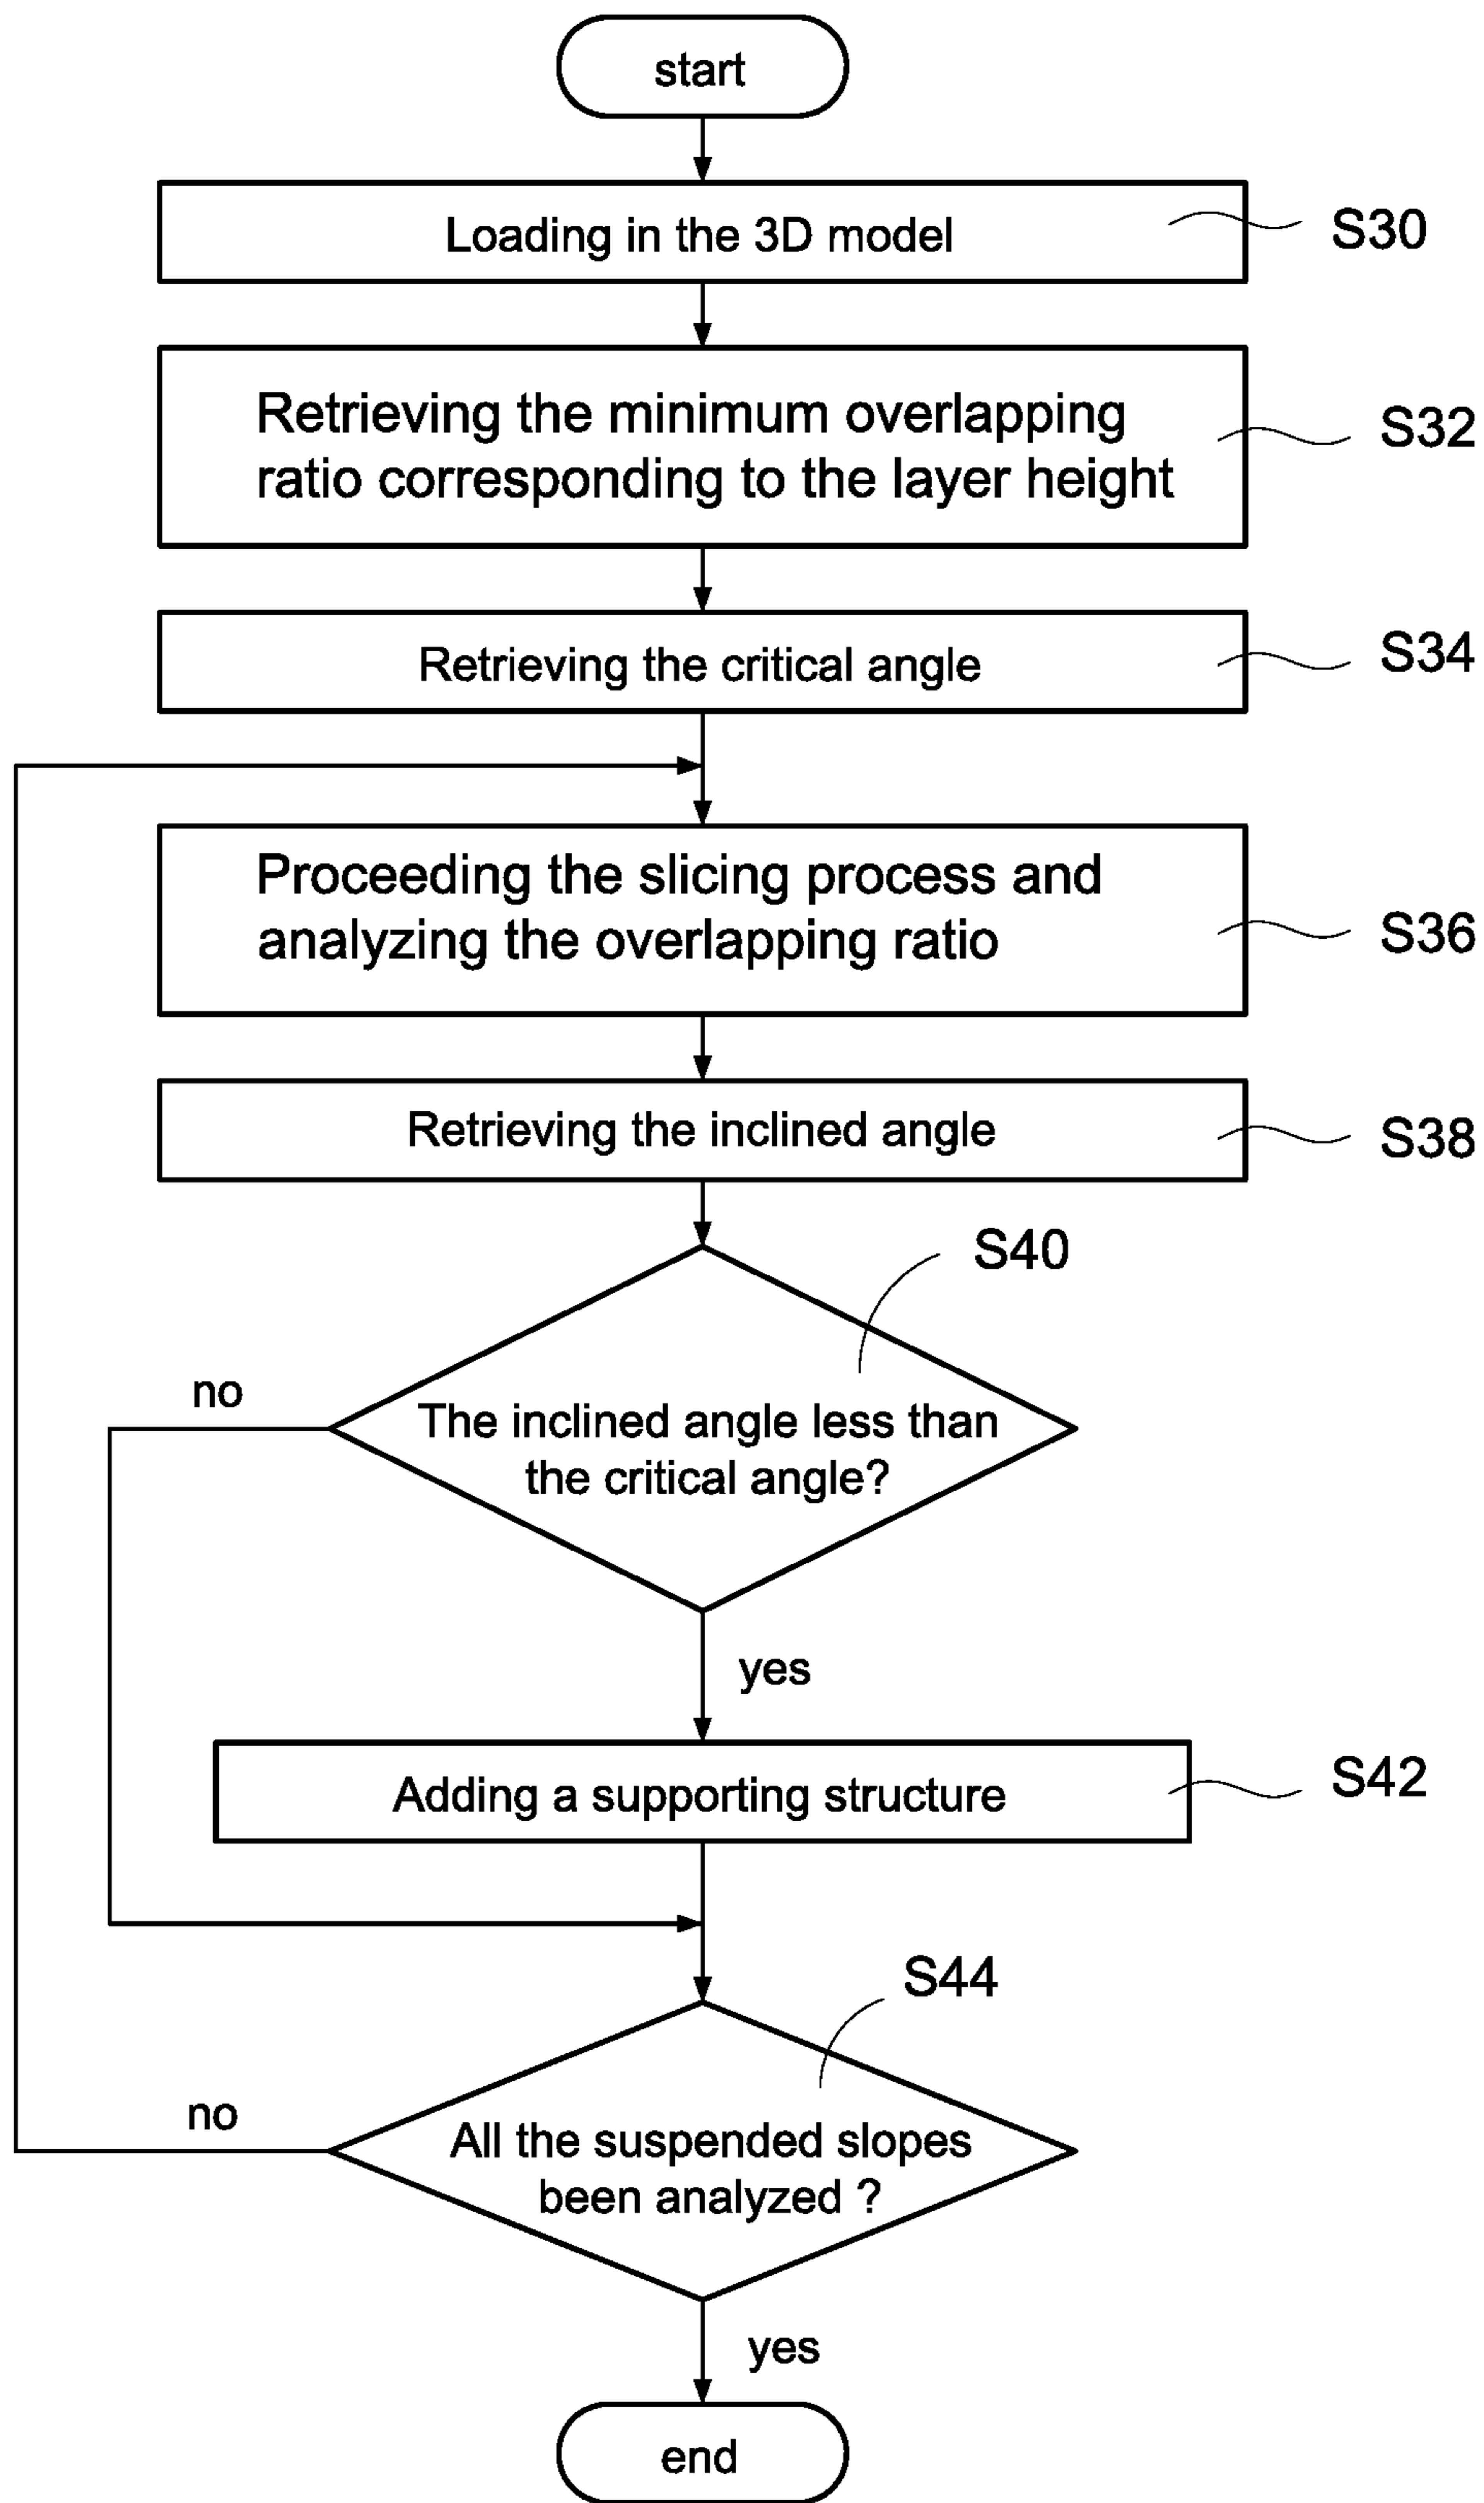 start
Loading in the 3D model
S30
Retrieving the minimum overlapping
ratio corresponding to the layer height
S32
Retrieving the critical angle
S34
Proceeding the slicing process and
analyzing the overlapping ratio
S36
Retrieving the inclined angle
S38
S40
no
The inclined angle less than
the critical angle?
yes
Adding a supporting structure
S42
S44
no
All the suspended slopes
been analyzed ?
yes
end